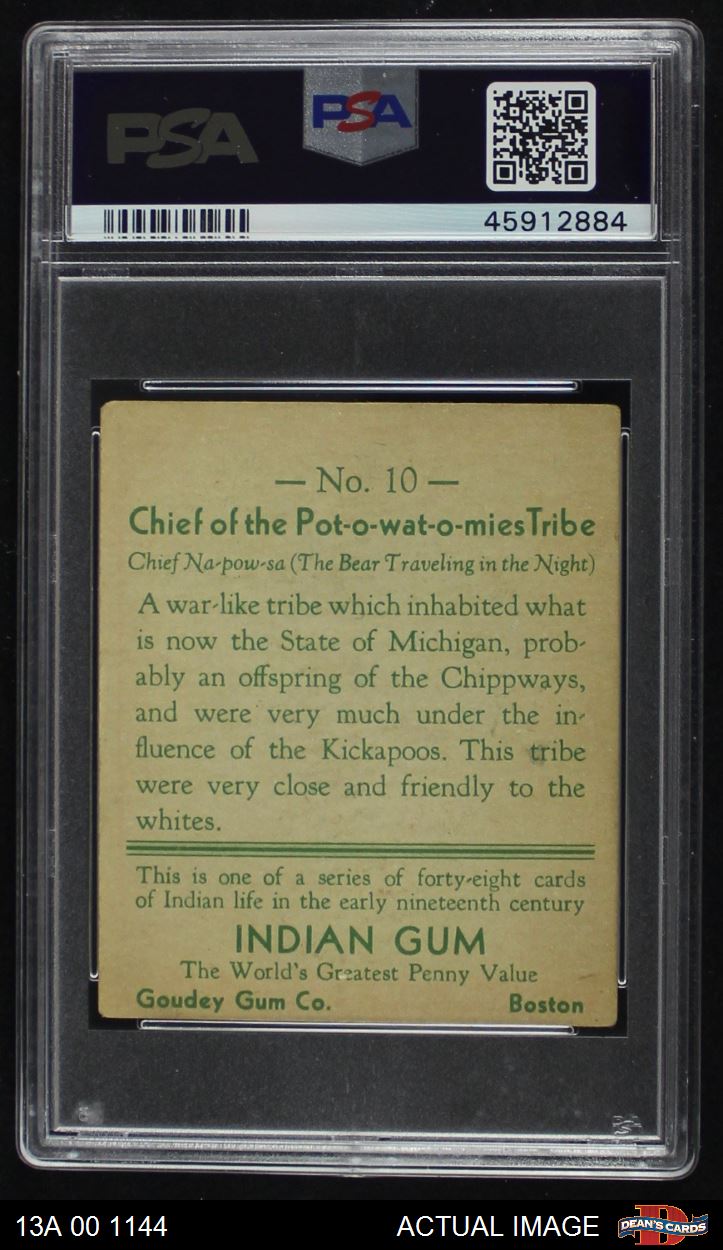 PSA
PSA
45912884
— No. 10 —
Chief of the Pot-o-wat-o-mies Tribe
Chief Na-pow-sa (The Bear Traveling in the Night)
A war-like tribe which inhabited what
is now the State of Michigan, prob-
ably an offspring of the Chippways,
and were very much under the in-
fluence of the Kickapoos. This tribe
were very close and friendly to the
whites.
This is one of a series of forty-eight cards
of Indian life in the early nineteenth century
INDIAN GUM
The World's Greatest Penny Value
Goudey Gum Co. Boston
13A 00 1144 ACTUAL IMAGE DEAN'S CARDS